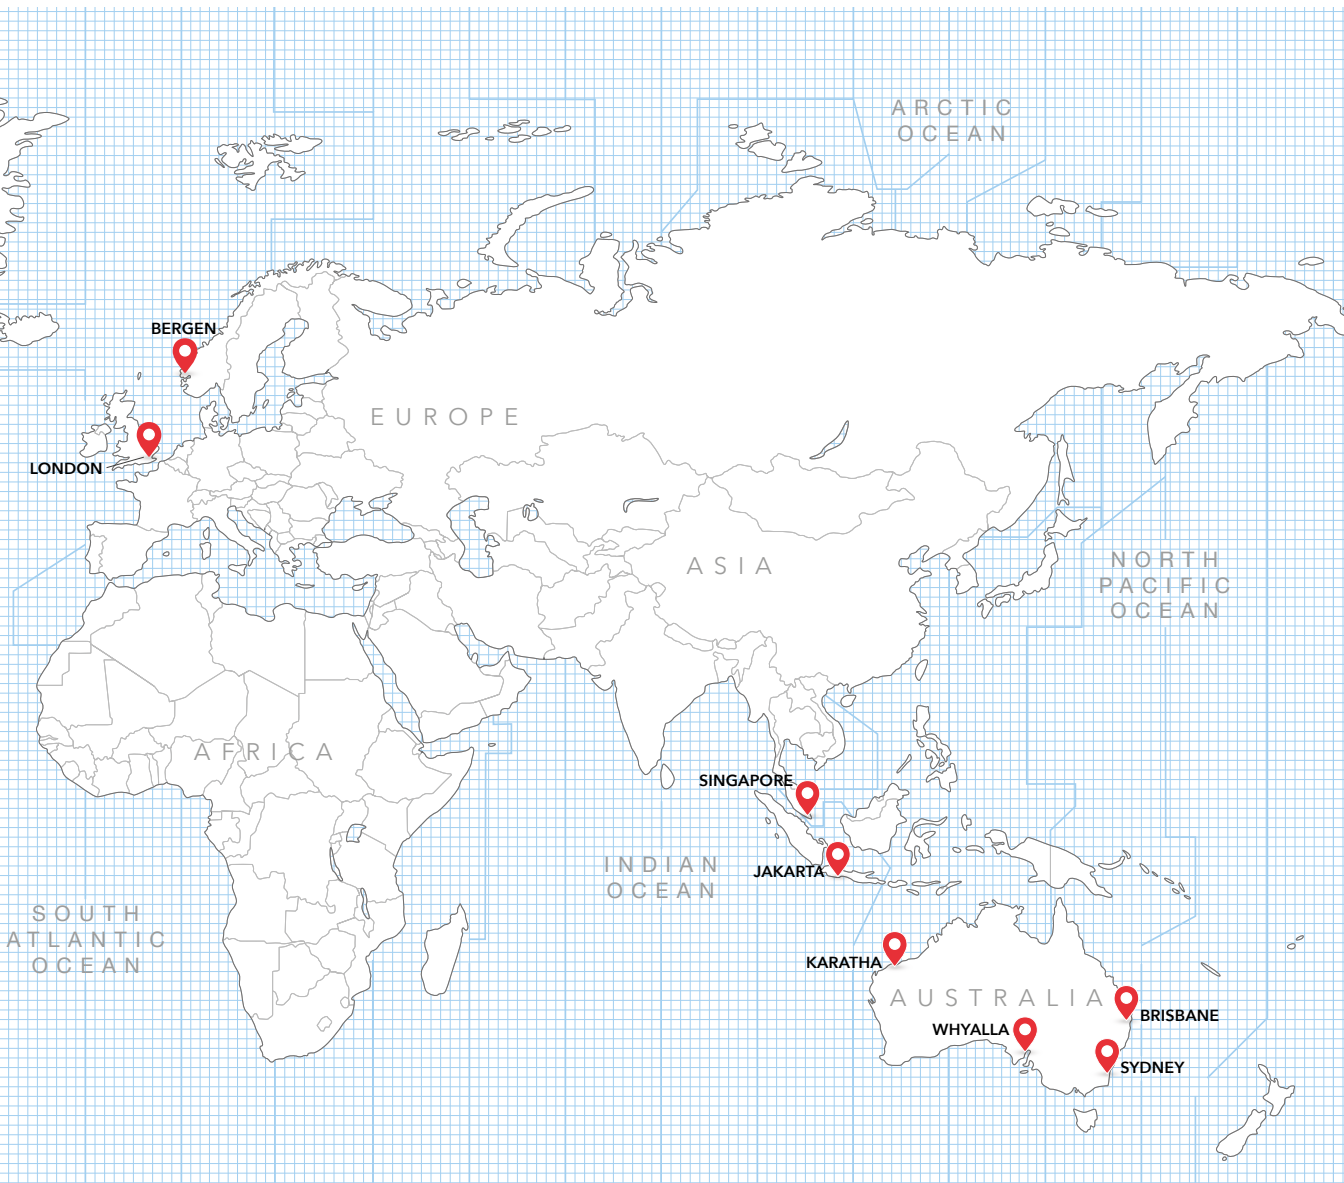 ARCTIC
OCEAN
BERGEN
EUROPE
LONDON
ASIA
NORTH
PACIFIC
OCEAN
AFRICA
SINGAPORE
INDIAN
OCEAN
JAKARTA
SOUTH
ATLANTIC
OCEAN
KARATHA
AUSTRALIA
BRISBANE
WHYALLA
SYDNEY